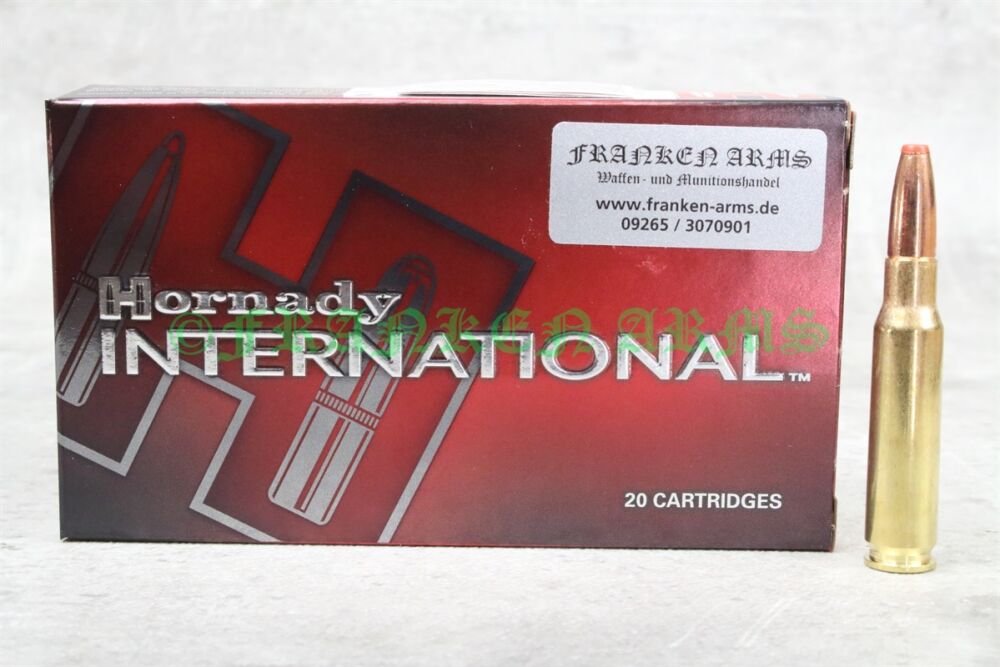 FRANKEN ARMS
Waffen- und Munitionshandel
www.franken-arms.de
09265 / 3070901
Hornady
©FRANKEN ARMS
INTERNATIONAL™
20 CARTRIDGES